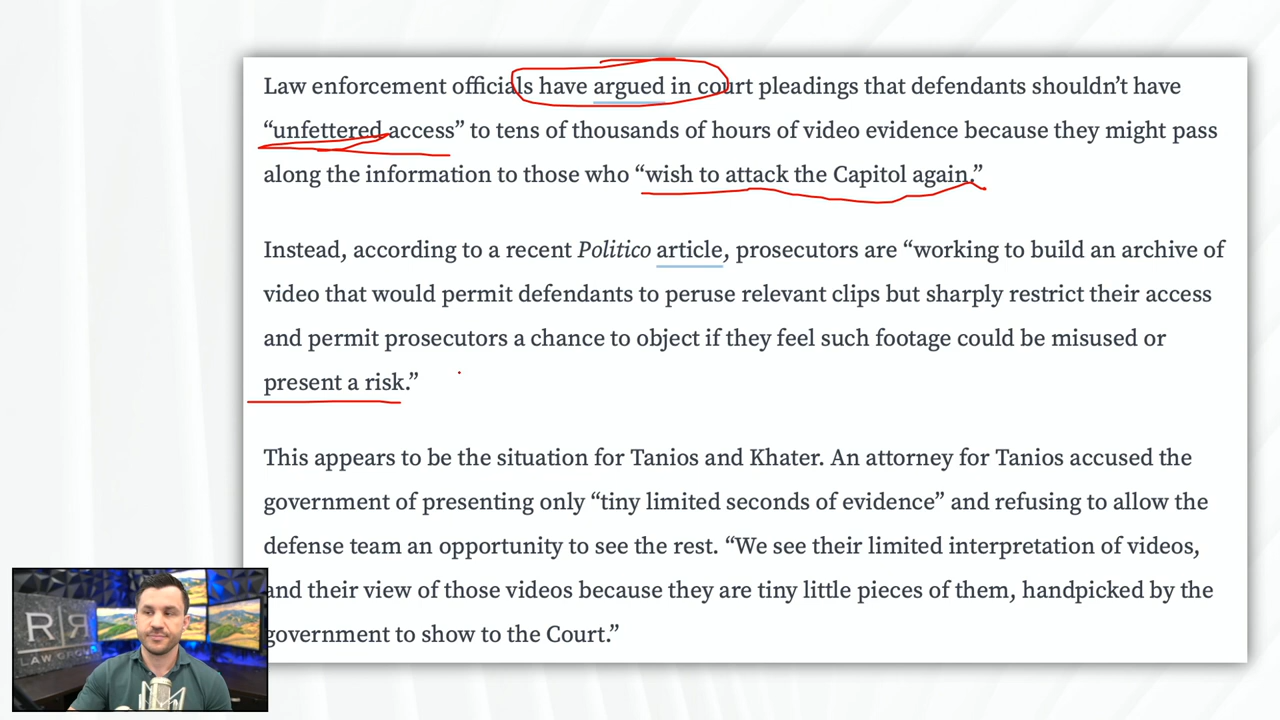 Law enforcement officials have argued in court pleadings that defendants shouldn’t have
“unfettered access” to tens of thousands of hours of video evidence because they might pass
along the information to those who “wish to attack the Capitol again.”
Instead, according to a recent Politico article, prosecutors are “working to build an archive of
video that would permit defendants to peruse relevant clips but sharply restrict their access
and permit prosecutors a chance to object if they feel such footage could be misused or
present a risk.”
This appears to be the situation for Tanios and Khater. An attorney for Tanios accused the
government of presenting only “tiny limited seconds of evidence” and refusing to allow the
defense team an opportunity to see the rest. “We see their limited interpretation of videos,
and their view of those videos because they are tiny little pieces of them, handpicked by the
government to show to the Court.”
R|R
LAW GROUP